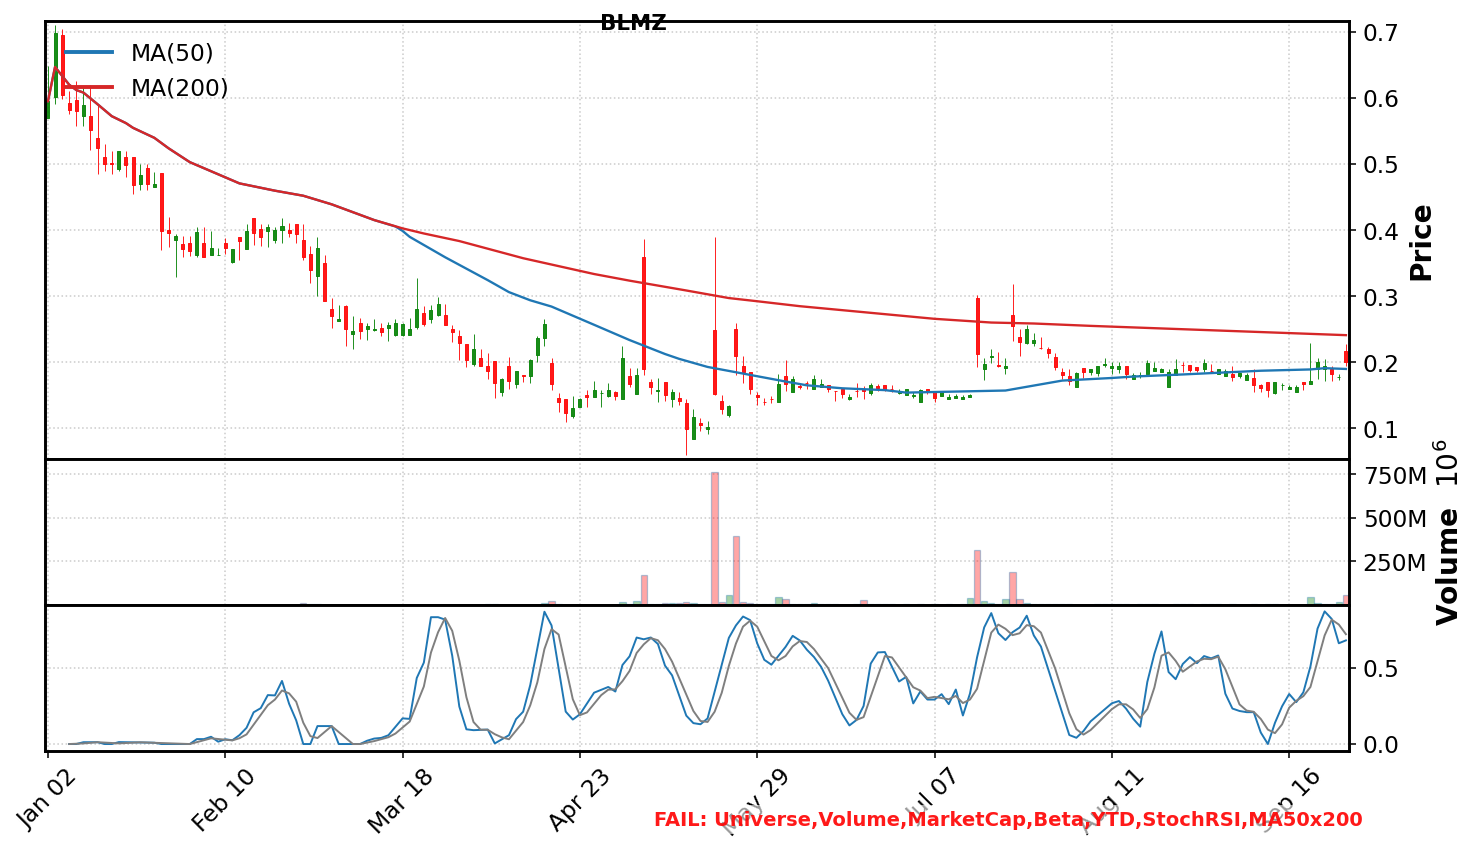 BLMZ
MA(50)
MA(200)
0.7
0.6
0.5
0.4
0.3
0.2
0.1
Price
750M
500M
250M
Volume 10^6
0.5
0.0
Jan 02
Feb 10
Mar 18
Apr 23
May 29
Jul 07
Aug 11
Sep 16
FAIL: Universe,Volume,MarketCap,Beta,YTD,StochRSI,MA50x200